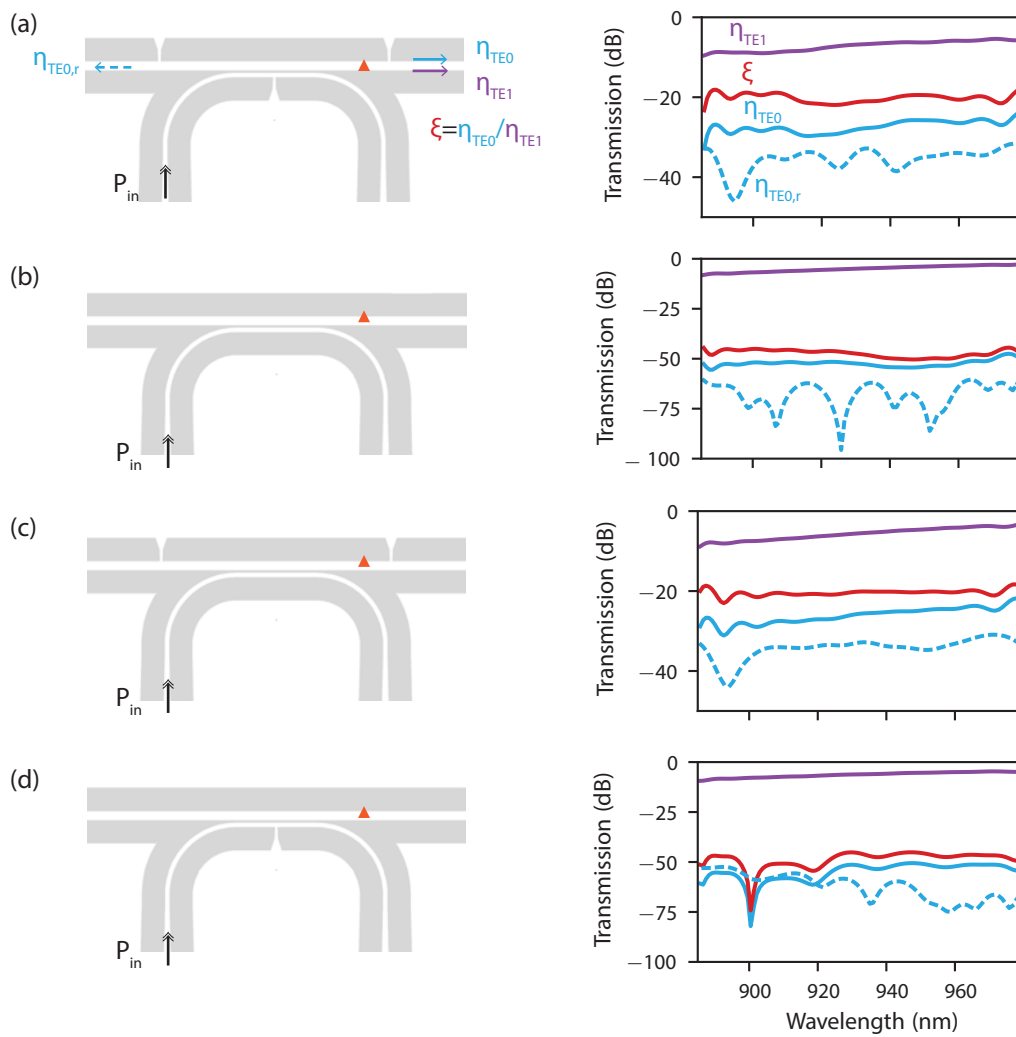 (a)
η_TE0,r
η_TE0
η_TE1
ξ=η_TE0/η_TE1
P_in
Transmission (dB)
0
−20
−40
η_TE1
ξ
η_TE0
η_TE0,r
(b)
P_in
Transmission (dB)
0
−25
−50
−75
− 100
(c)
P_in
Transmission (dB)
0
−20
−40
(d)
P_in
Transmission (dB)
0
−25
−50
−75
−100
900 920 940 960
Wavelength (nm)